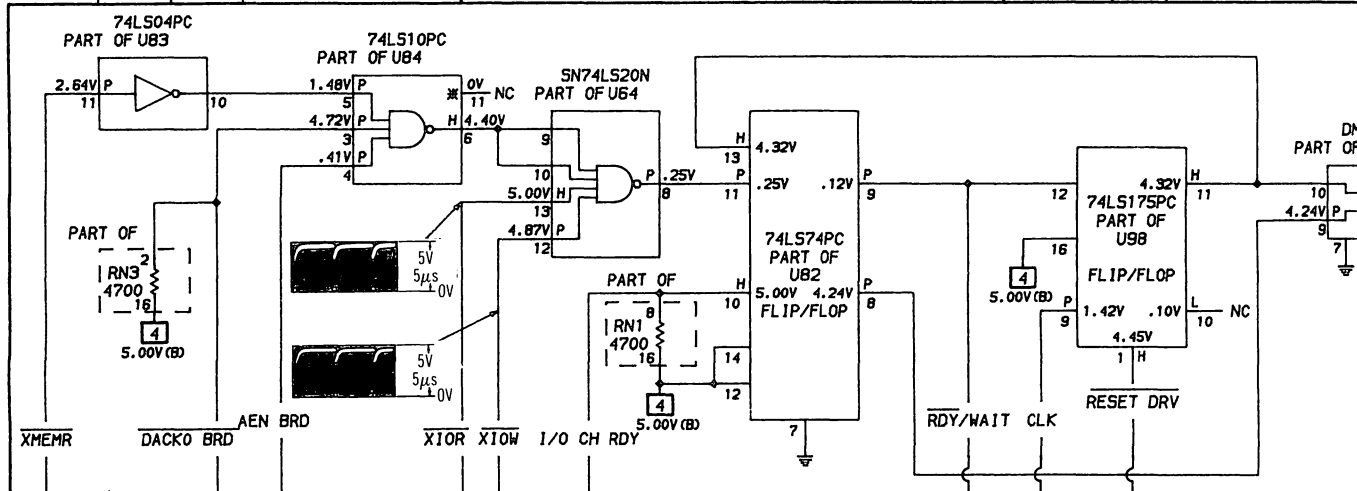 74LS04PC
PART OF U83
2.64V P
11
10
74LS10PC
PART OF U84
1.48V P
5
4.72V P
3
.41V P
4
0V
※ 11 NC
H 4.40V
6
SN74LS20N
PART OF U64
9
10
5.00V H
13
4.87V P
12
P .25V
8
PART OF
2
RN3
4700
16
4
5.00V(B)
5V
5μs
0V
5V
5μs
0V
H
13
4.32V
P
11
.25V
.12V
P
9
74LS74PC
PART OF
U82
H
10
5.00V 4.24V
P
8
FLIP/FLOP
14
12
7
PART OF
8
RN1
4700
16
4
5.00V(B)
12
4.32V
H
11
74LS175PC
PART OF
U98
16
4
5.00V(B)
FLIP/FLOP
P
9
1.42V
.10V
L
10
NC
4.45V
1 H
RESET DRV
DM
PART OF
10
4.24V P
9
7
XMEMR
DACK0 BRD
AEN BRD
XIOR
XIOW
I/O CH RDY
RDY/WAIT
CLK